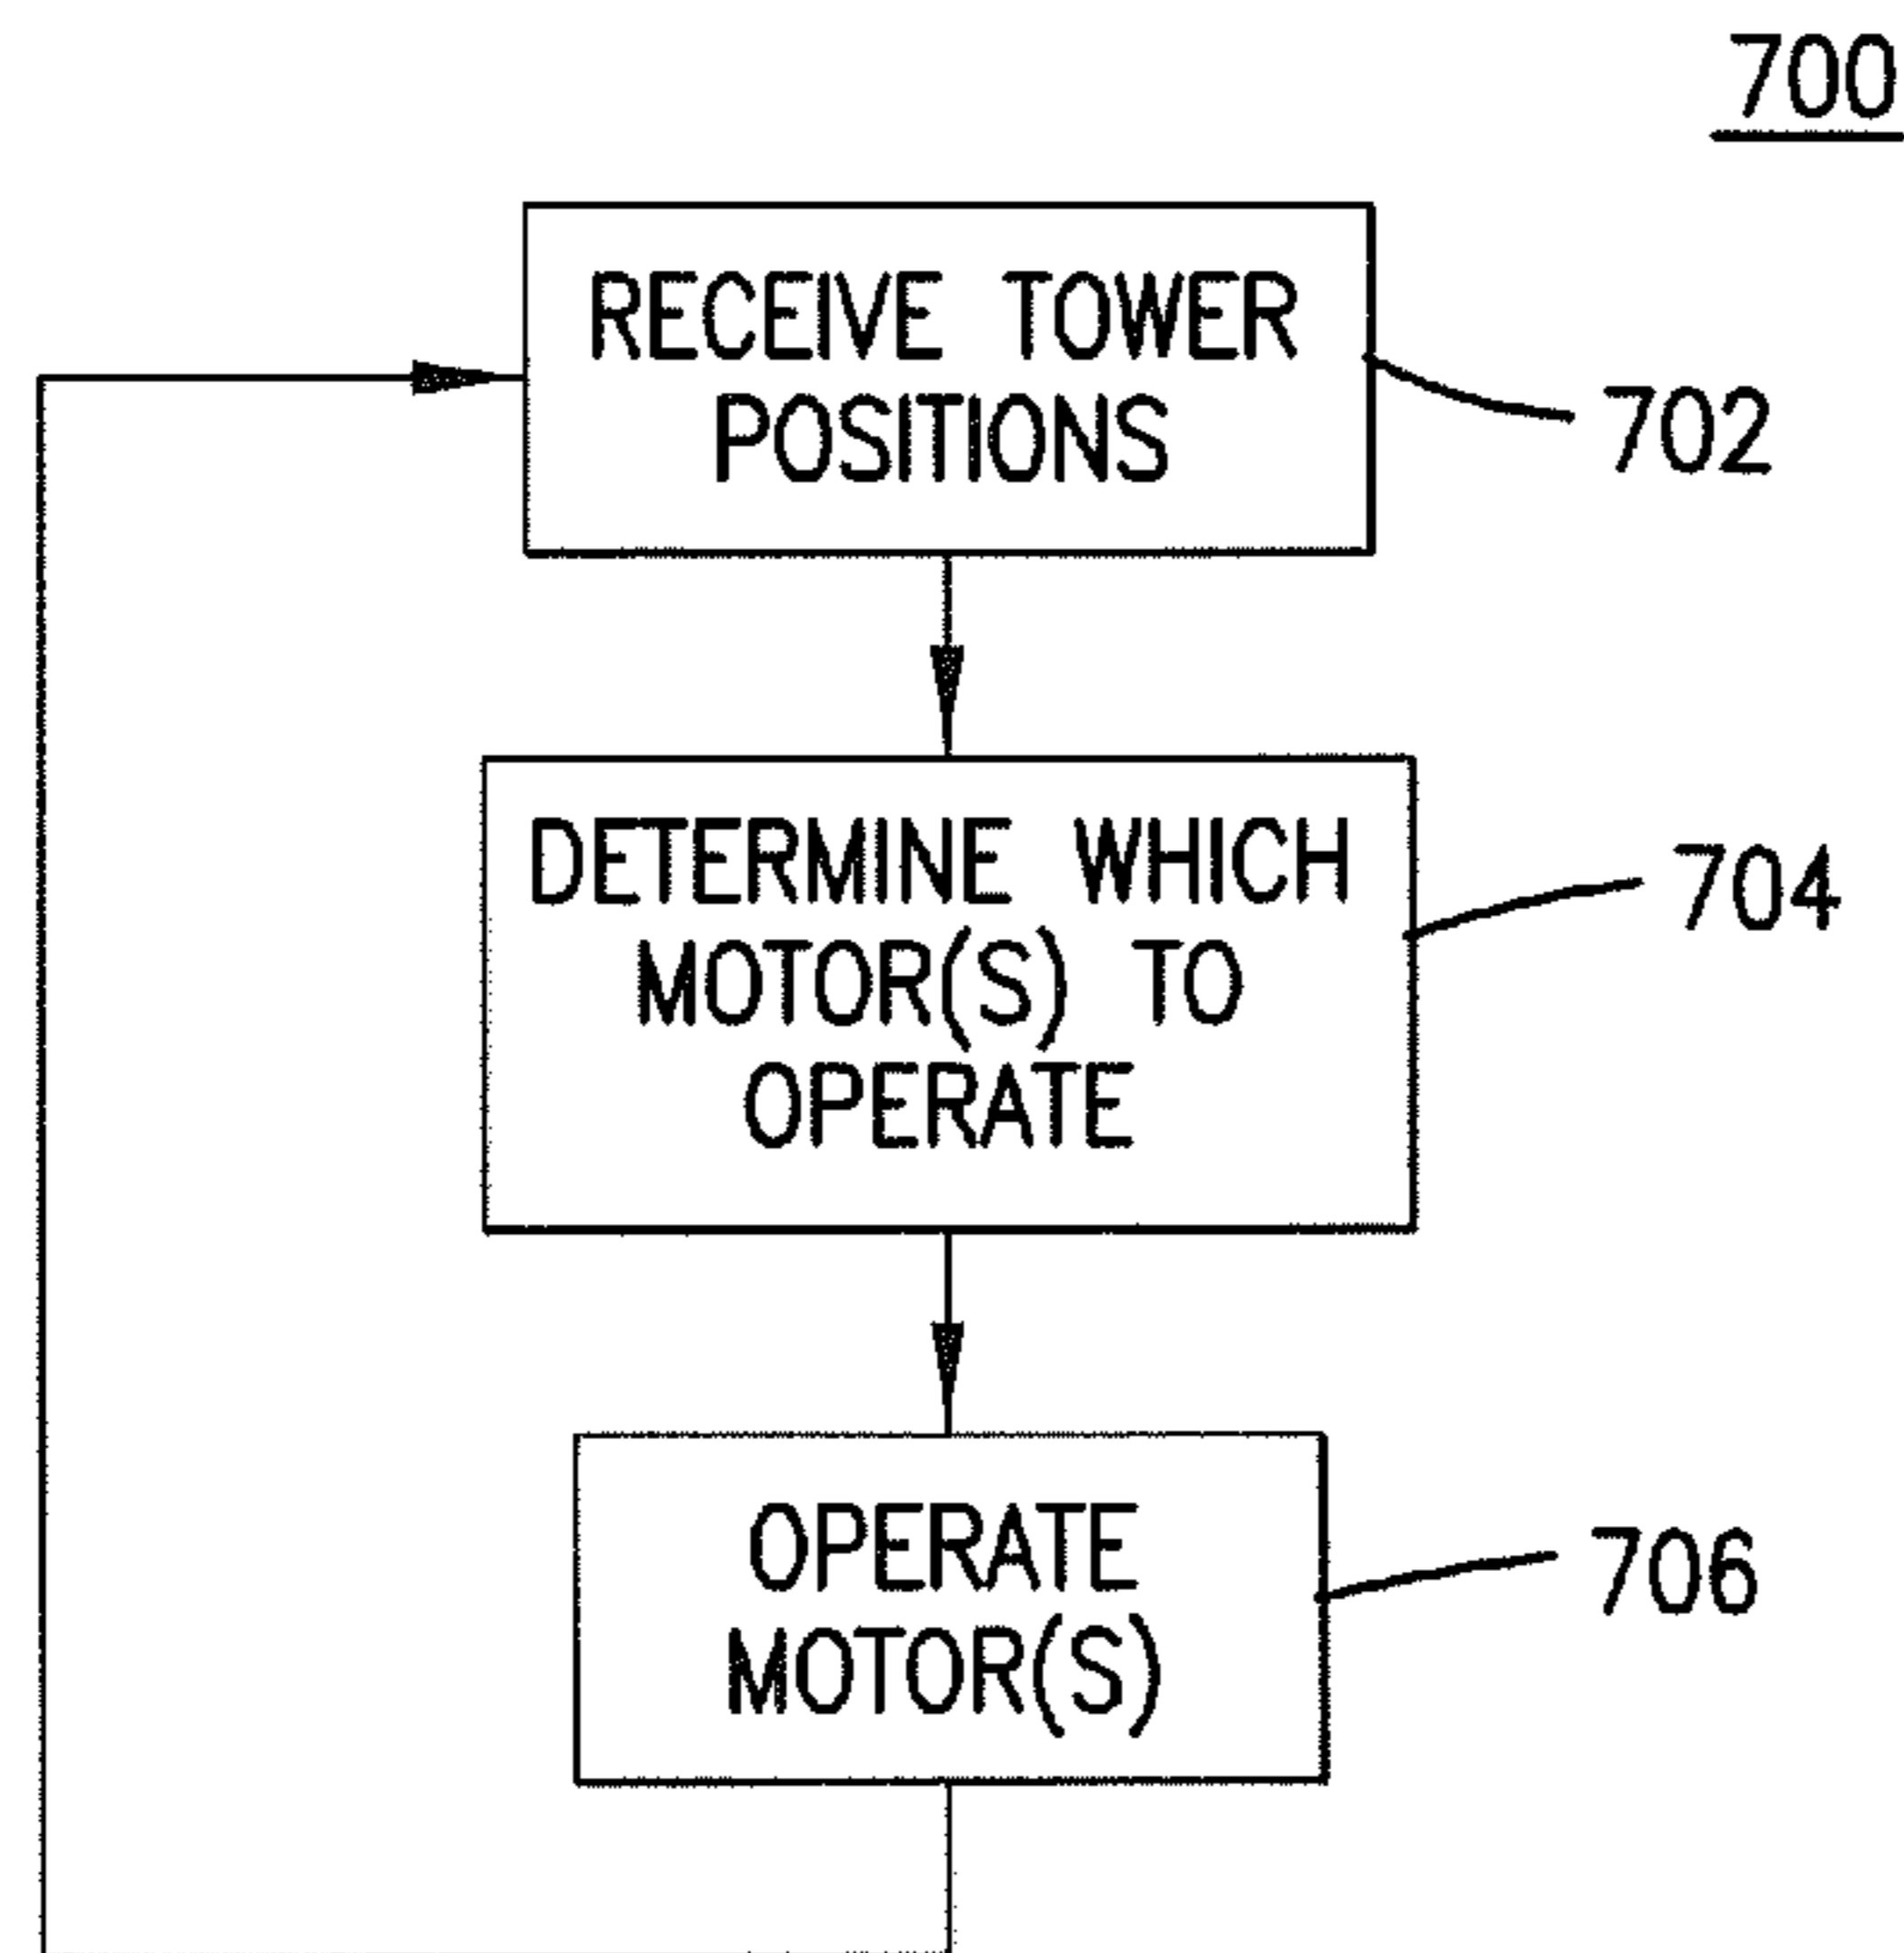 700
RECEIVE TOWER
POSITIONS
702
DETERMINE WHICH
MOTOR(S) TO
OPERATE
704
OPERATE
MOTOR(S)
706